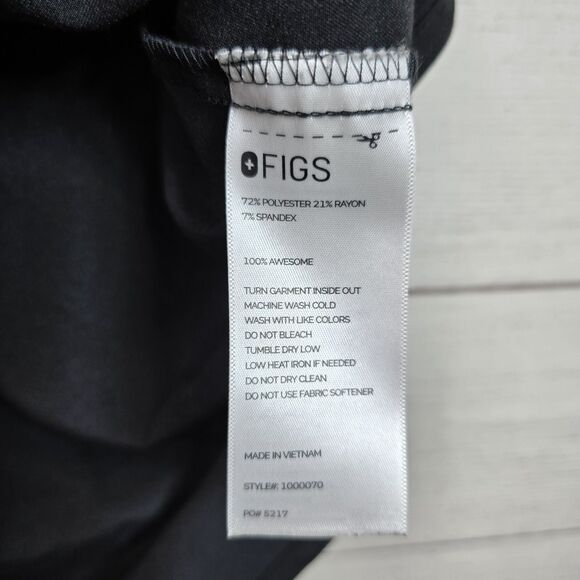 FIGS
72% POLYESTER 21% RAYON
7% SPANDEX
100% AWESOME
TURN GARMENT INSIDE OUT
MACHINE WASH COLD
WASH WITH LIKE COLORS
DO NOT BLEACH
TUMBLE DRY LOW
LOW HEAT IRON IF NEEDED
DO NOT DRY CLEAN
DO NOT USE FABRIC SOFTENER
MADE IN VIETNAM
STYLE#: 1000070
PO# 5217